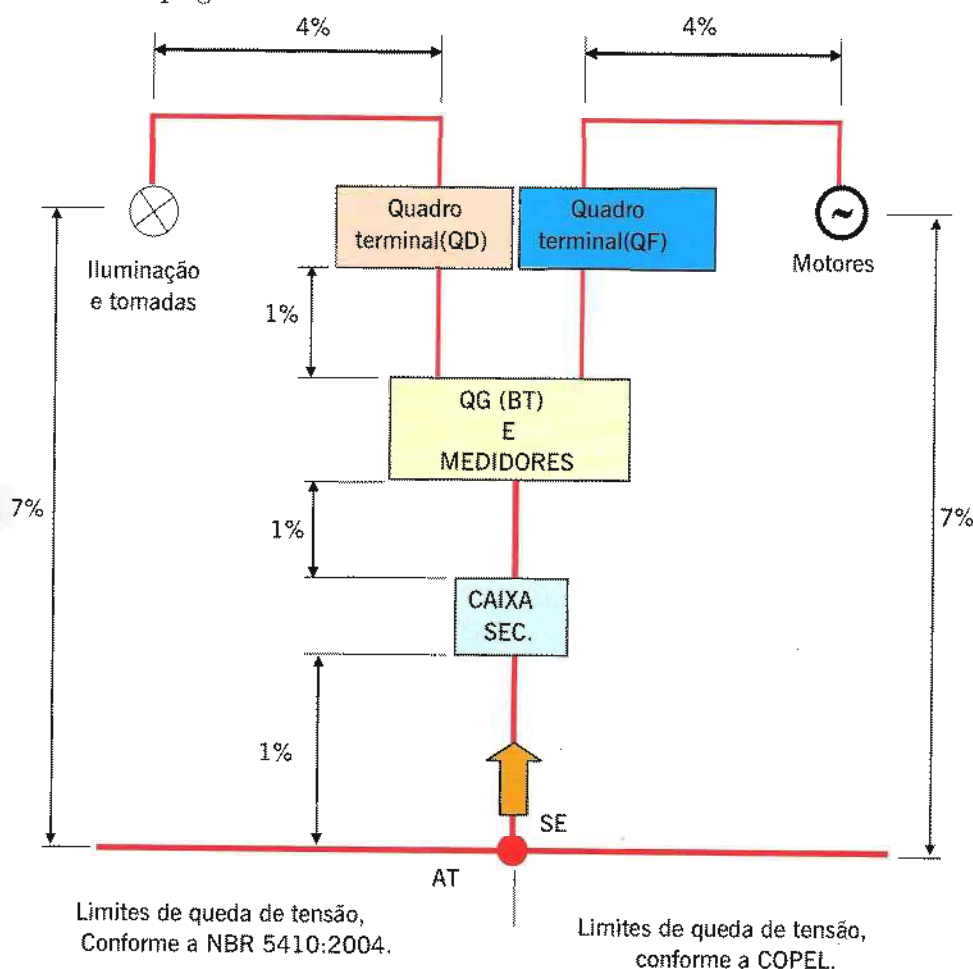 4%
4%
Quadro
terminal(QD)
Quadro
terminal(QF)
Iluminação
e tomadas
Motores
1%
QG (BT)
E
MEDIDORES
7%
7%
1%
CAIXA
SEC.
1%
SE
AT
Limites de queda de tensão,
Conforme a NBR 5410:2004.
Limites de queda de tensão,
conforme a COPEL.